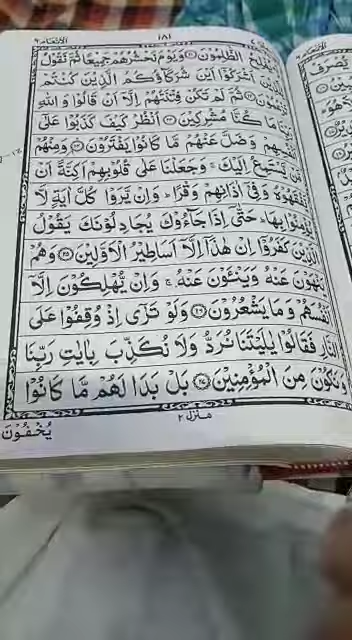 الانعام ٦
١٨١
يفلح الظلمون ٢١ ويوم نحشرهم جميعا ثم نقول
للذين اشركوا اين شركاؤكم الذين كنتم
تزعمون ٢٢ ثم لم تكن فتنتهم الا ان قالوا والله
ربنا ما كنا مشركين ٢٣ انظر كيف كذبوا على
انفسهم وضل عنهم ما كانوا يفترون ٢٤ ومنهم
من يستمع اليك وجعلنا على قلوبهم اكنة ان
يفقهوه وفى اذانهم وقرا وان يروا كل اية لا
يؤمنوا بها حتى اذا جاءوك يجادلونك يقول
الذين كفروا ان هذا الا اساطير الاولين ٢٥ وهم
ينهون عنه وينئون عنه وان يهلكون الا
انفسهم وما يشعرون ٢٦ ولو ترى اذ وقفوا على
النار فقالوا يليتنا نرد ولا نكذب بايت ربنا
ونكون من المؤمنين ٢٧ بل بدا لهم ما كانوا
منزل ٢
يخفون